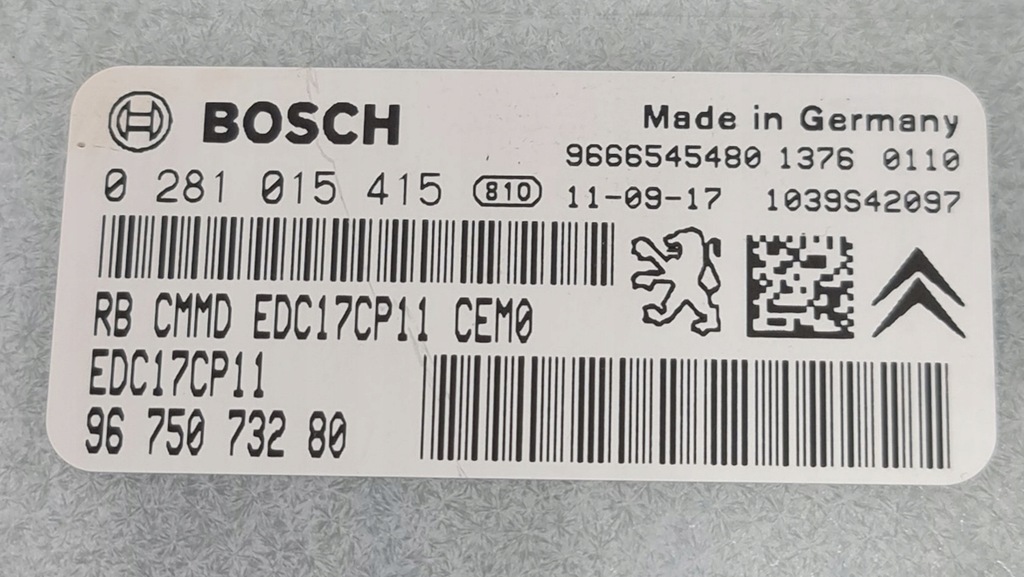 BOSCH
Made in Germany
9666545480 1376 0110
0 281 015 415 810 11-09-17 1039S42097
RB CMMD EDC17CP11 CEM0
EDC17CP11
96 750 732 80